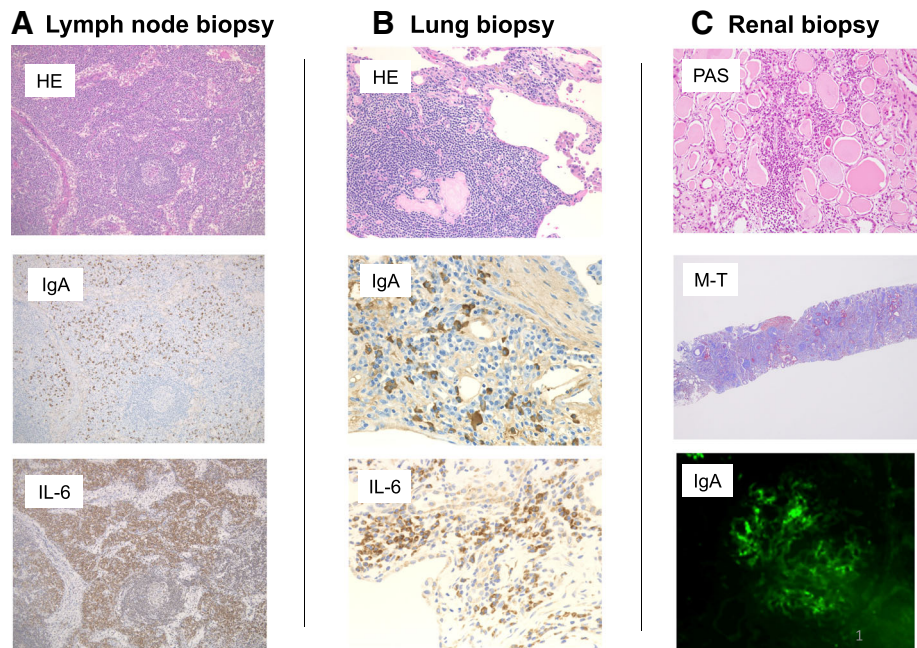 A Lymph node biopsy
HE
IgA
IL-6
B Lung biopsy
HE
IgA
IL-6
C Renal biopsy
PAS
M-T
IgA
1